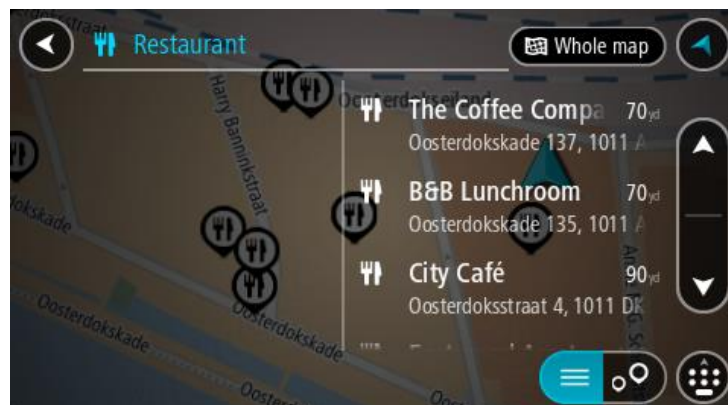 Restaurant
Whole map
The Coffee Compa 70yd
Oosterdokskade 137, 1011 A
B&B Lunchroom 70yd
Oosterdokskade 135, 1011 A
City Café 90yd
Oosterdoksstraat 4, 1011 DK
Oosterdokseiland
Harry Banninkstraat
Oosterdokskade
Oosterdokskade